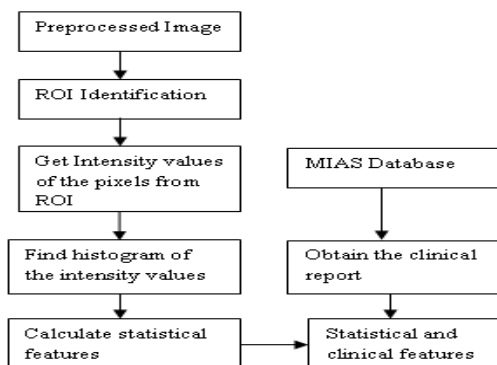 Preprocessed Image
ROI Identification
Get Intensity values
of the pixels from
ROI
MIAS Database
Find histogram of
the intensity values
Obtain the clinical
report
Calculate statistical
features
Statistical and
clinical features